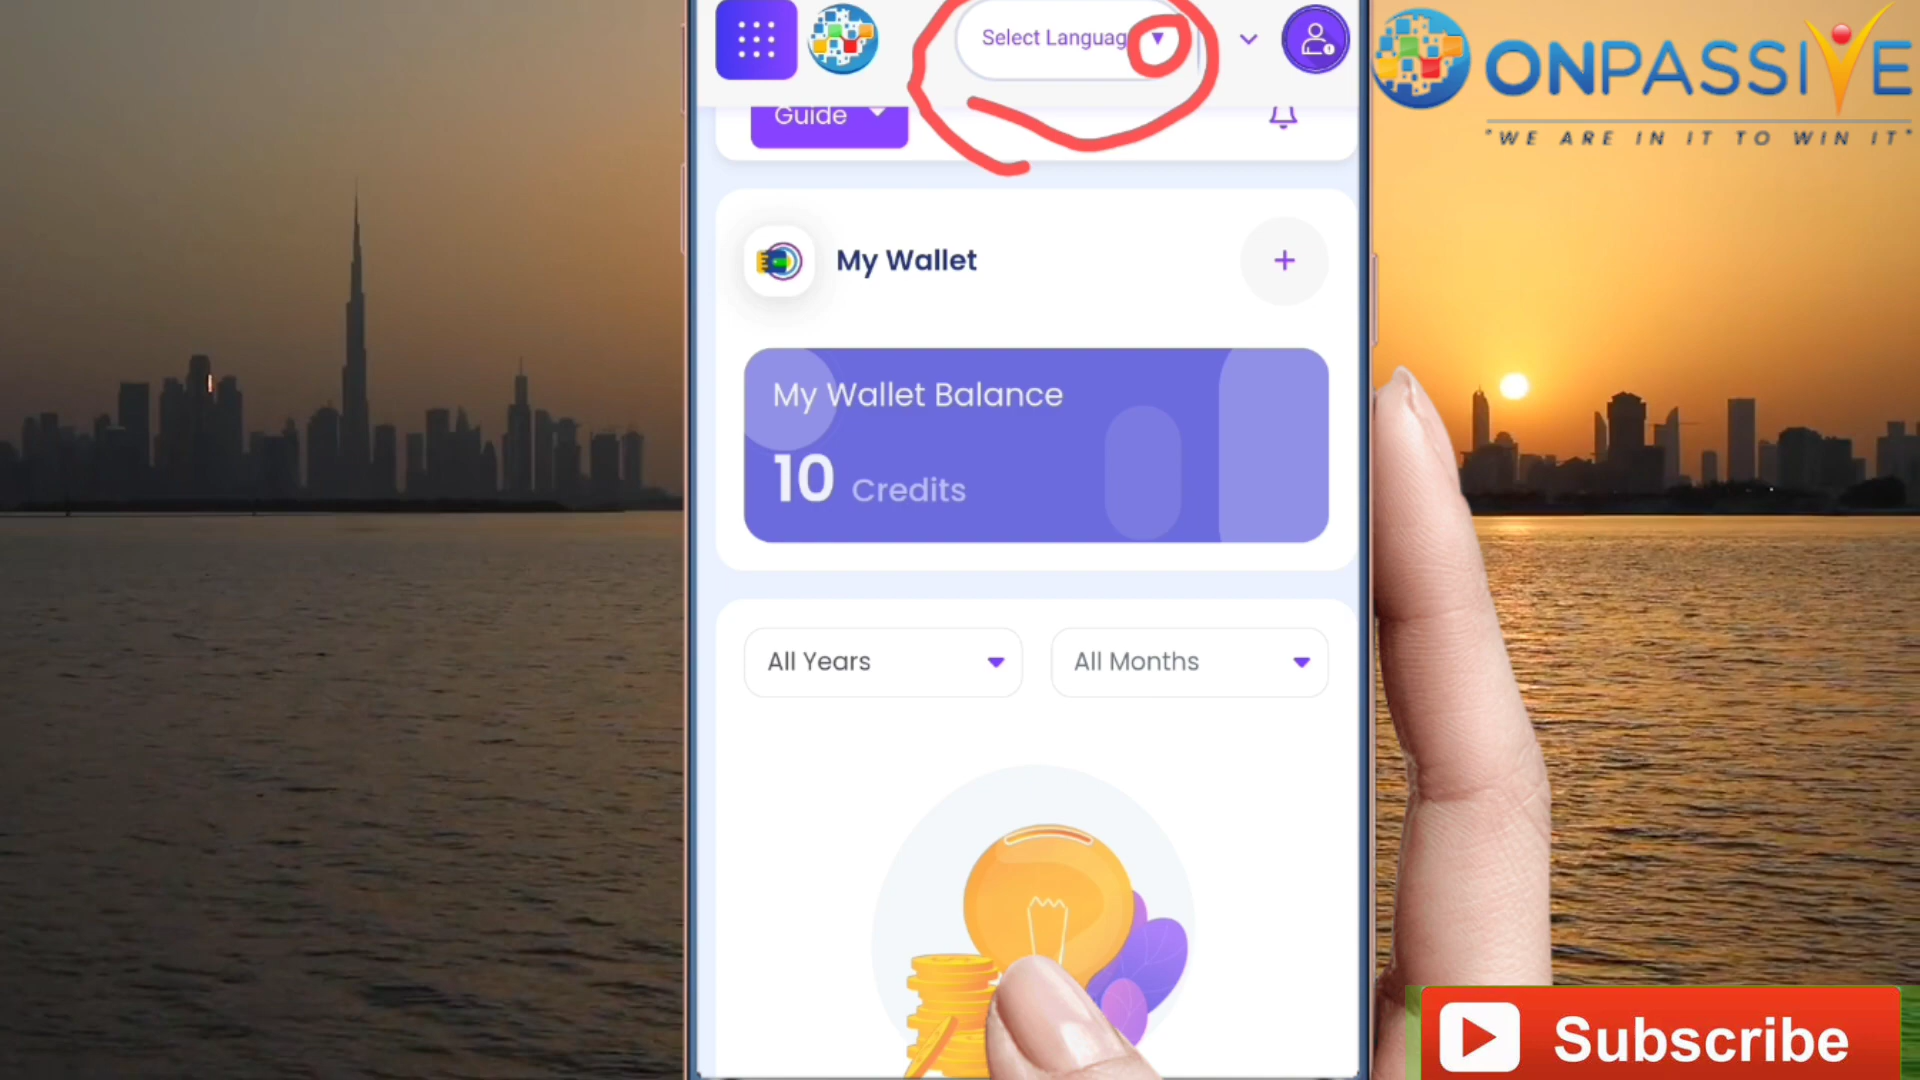 Select Languag ▼
ONPASSIVE
"WE ARE IN IT TO WIN IT"
Guide
My Wallet
+
My Wallet Balance
10 Credits
All Years
All Months
Subscribe